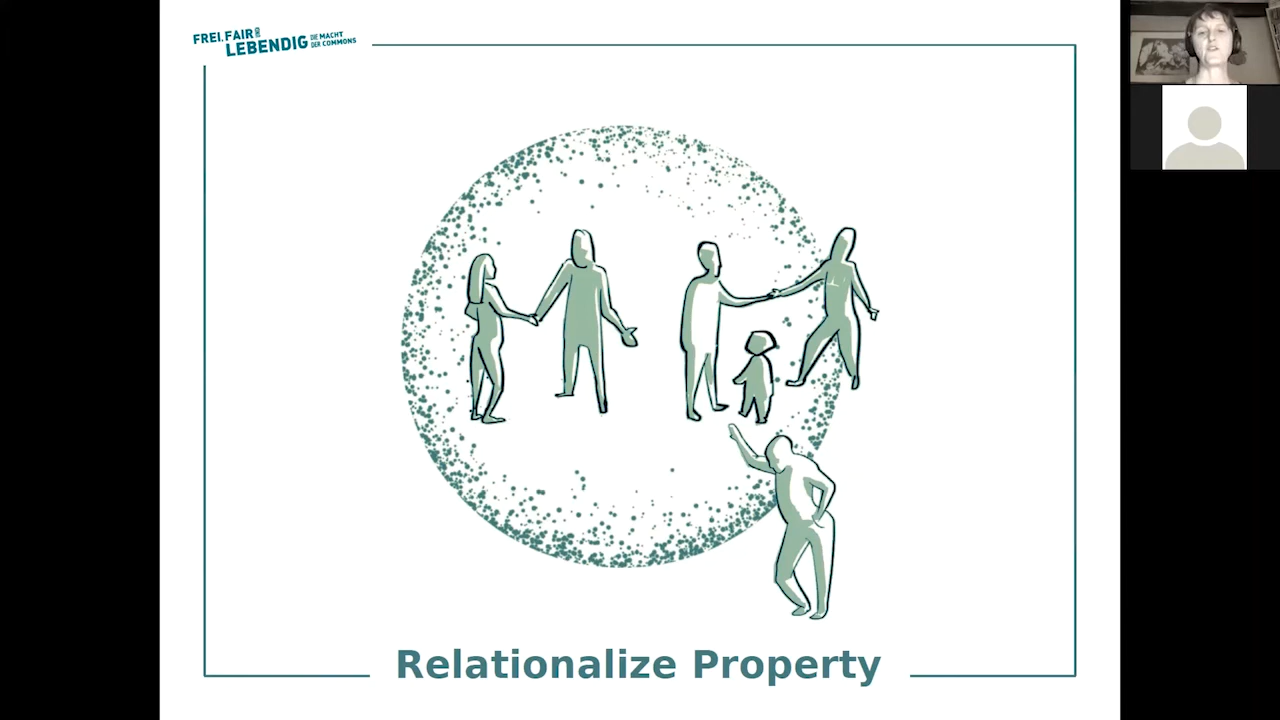 FREI, FAIR UND
LEBENDIG DIE MACHT
DER COMMONS
Relationalize Property